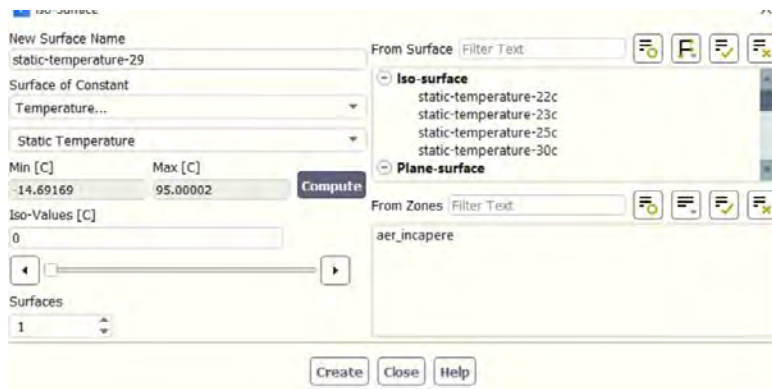 Iso-Surface
New Surface Name
static-temperature-29
Surface of Constant
Temperature...
Static Temperature
Min [C] Max [C]
-14.69169 95.00002 Compute
Iso-Values [C]
0
Surfaces
1
From Surface Filter Text
Iso-surface
static-temperature-22c
static-temperature-23c
static-temperature-25c
static-temperature-30c
Plane-surface
From Zones Filter Text
aer_incapere
Create Close Help